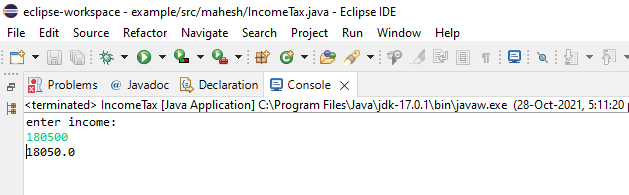 eclipse-workspace - example/src/mahesh/IncomeTax.java - Eclipse IDE
File Edit Source Refactor Navigate Search Project Run Window Help
Problems @ Javadoc Declaration Console
<terminated> IncomeTax [Java Application] C:\Program Files\Java\jdk-17.0.1\bin\javaw.exe (28-Oct-2021, 5:11:20
enter income:
180500
18050.0